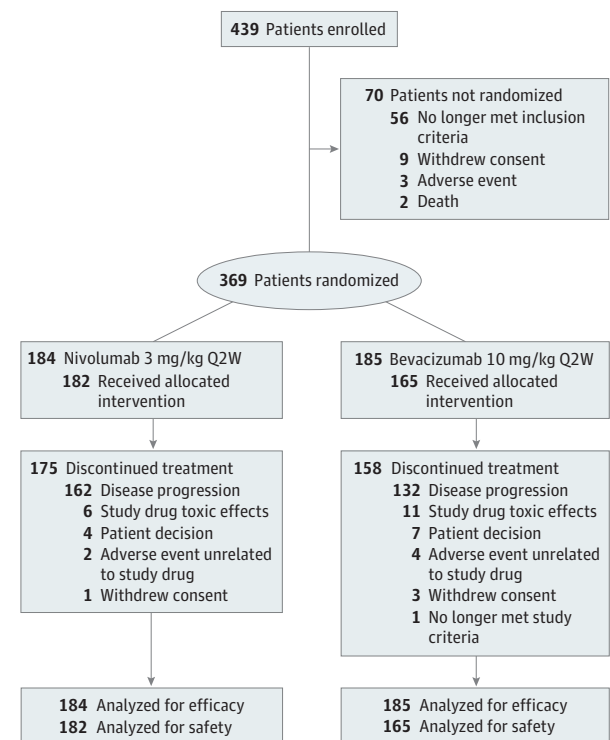 439 Patients enrolled
70 Patients not randomized
56 No longer met inclusion
criteria
9 Withdrew consent
3 Adverse event
2 Death
369 Patients randomized
184 Nivolumab 3 mg/kg Q2W
182 Received allocated
intervention
185 Bevacizumab 10 mg/kg Q2W
165 Received allocated
intervention
175 Discontinued treatment
162 Disease progression
6 Study drug toxic effects
4 Patient decision
2 Adverse event unrelated
to study drug
1 Withdrew consent
158 Discontinued treatment
132 Disease progression
11 Study drug toxic effects
7 Patient decision
4 Adverse event unrelated
to study drug
3 Withdrew consent
1 No longer met study
criteria
184 Analyzed for efficacy
182 Analyzed for safety
185 Analyzed for efficacy
165 Analyzed for safety